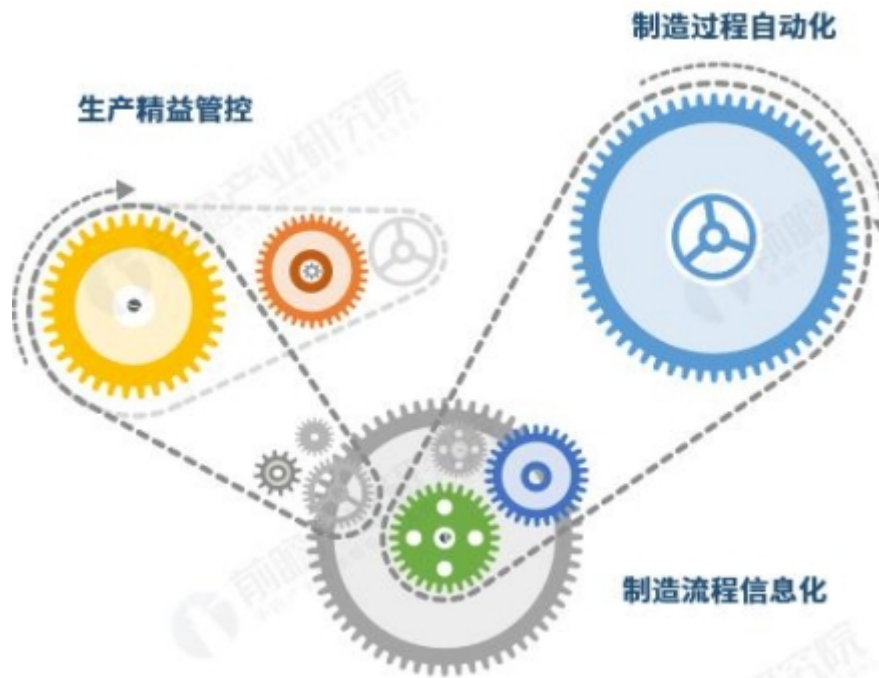 制造过程自动化
生产精益管控
制造流程信息化